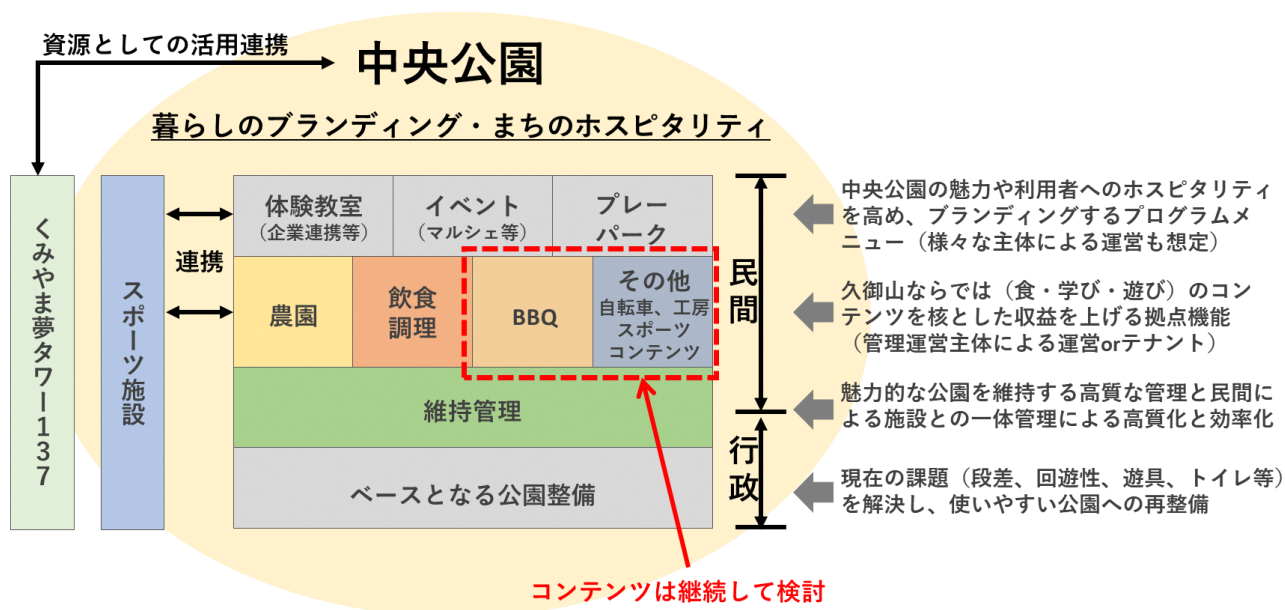 資源としての活用連携
中央公園
暮らしのブランディング・まちのホスピタリティ
くみやま夢タワー137
スポーツ施設
連携
体験教室
(企業連携等)
イベント
(マルシェ等)
プレー
パーク
農園
飲食
調理
BBQ
その他
自転車、工房
スポーツ
コンテンツ
維持管理
ベースとなる公園整備
民間
行政
中央公園の魅力や利用者へのホスピタリティ
を高め、ブランディングするプログラムメ
ニュー（様々な主体による運営も想定）
久御山ならでは（食・学び・遊び）のコン
テンツを核とした収益を上げる拠点機能
（管理運営主体による運営orテナント）
魅力的な公園を維持する高質な管理と民間に
よる施設との一体管理による高質化と効率化
現在の課題（段差、回遊性、遊具、トイレ等）
を解決し、使いやすい公園への再整備
コンテンツは継続して検討